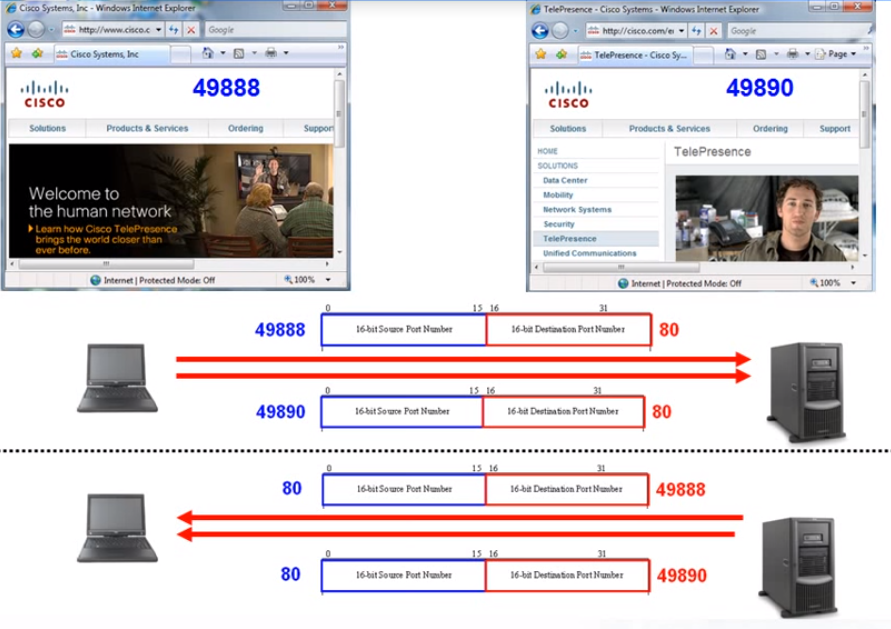 Cisco Systems, Inc - Windows Internet Explorer
http://www.cisco.c
Google
Cisco Systems, Inc
CISCO
49888
Solutions
Products & Services
Ordering
Support
Welcome to
the human network
Learn how Cisco TelePresence
brings the world closer than
ever before.
Internet | Protected Mode: Off
100%
TelePresence - Cisco Systems - Windows Internet Explorer
http://cisco.com/er
Google
TelePresence - Cisco Sy...
Page
CISCO
49890
Solutions
Products & Services
Ordering
Support
HOME
SOLUTIONS
Data Center
Mobility
Network Systems
Security
TelePresence
Unified Communications
TelePresence
Internet | Protected Mode: Off
100%
0 15 16 31
49888 16-bit Source Port Number 16-bit Destination Port Number 80
0 15 16 31
49890 16-bit Source Port Number 16-bit Destination Port Number 80
0 15 16 31
80 16-bit Source Port Number 16-bit Destination Port Number 49888
0 15 16 31
80 16-bit Source Port Number 16-bit Destination Port Number 49890